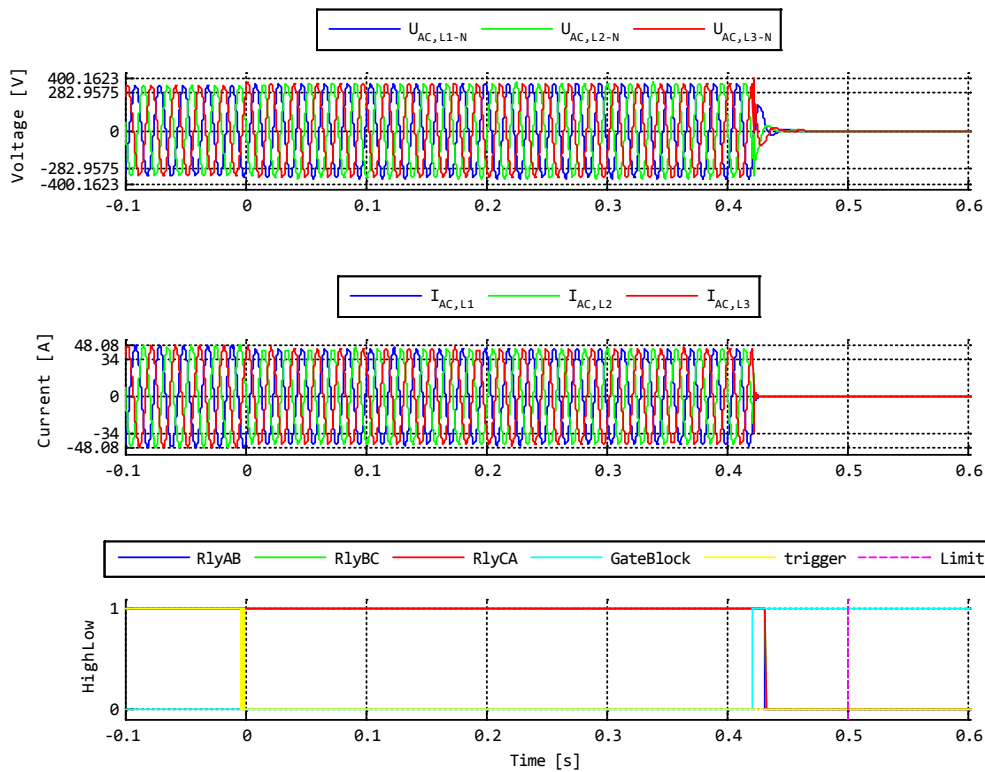 U_AC,L1-N U_AC,L2-N U_AC,L3-N
Voltage [V]
400.1623
282.9575
0
-282.9575
-400.1623
-0.1 0 0.1 0.2 0.3 0.4 0.5 0.6
I_AC,L1 I_AC,L2 I_AC,L3
Current [A]
48.08
34
0
-34
-48.08
-0.1 0 0.1 0.2 0.3 0.4 0.5 0.6
RlyAB RlyBC RlyCA GateBlock trigger Limit
HighLow
1
0
-0.1 0 0.1 0.2 0.3 0.4 0.5 0.6
Time [s]